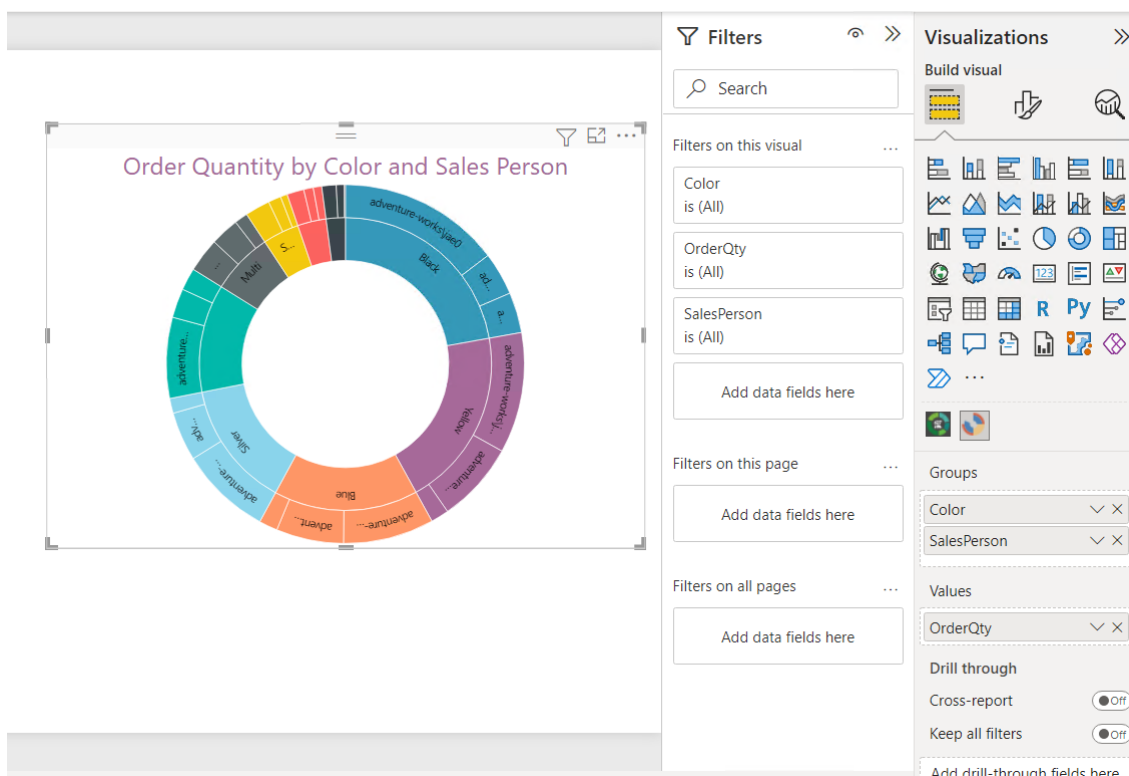 Order Quantity by Color and Sales Person
adventure-works\jae0
Black
ad...
a...
adventure-works\j...
Yellow
adventure...
Blue
adventure-...
advent...
Silver
adventure-...
adv...
adventure...
Multi
...
S...
Filters
Search
Filters on this visual
...
Color
is (All)
OrderQty
is (All)
SalesPerson
is (All)
Add data fields here
Filters on this page
...
Add data fields here
Filters on all pages
...
Add data fields here
Visualizations
Build visual
123
R
Py
...
Groups
Color
SalesPerson
Values
OrderQty
Drill through
Cross-report
Off
Keep all filters
Off
Add drill-through fields here